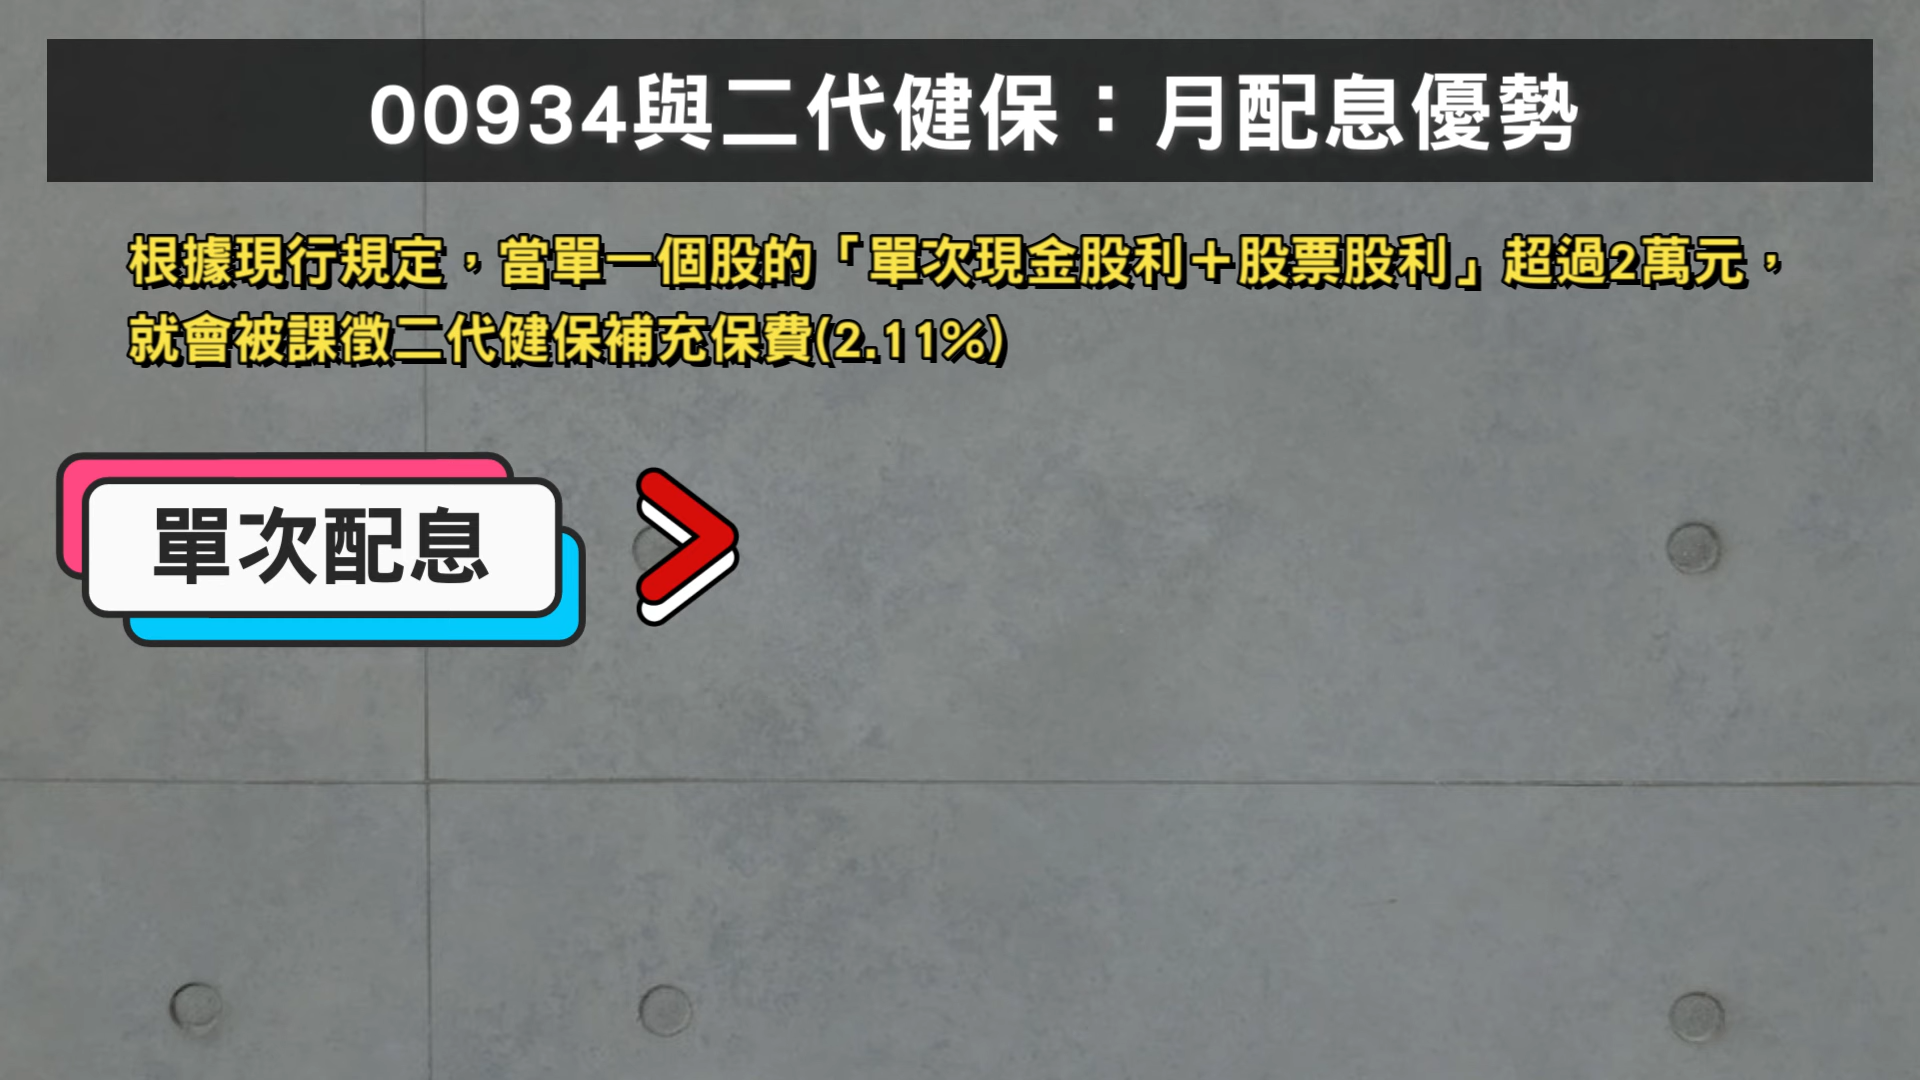 00934與二代健保：月配息優勢
根據現行規定，當單一個股的「單次現金股利＋股票股利」超過2萬元，
就會被課徵二代健保補充保費(2.11%)
單次配息